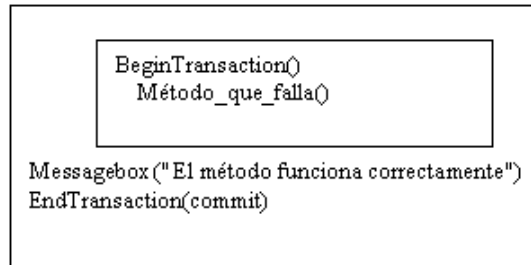 BeginTransaction()
Método_que_falla()
Messagebox ("El método funciona correctamente")
EndTransaction(commit)